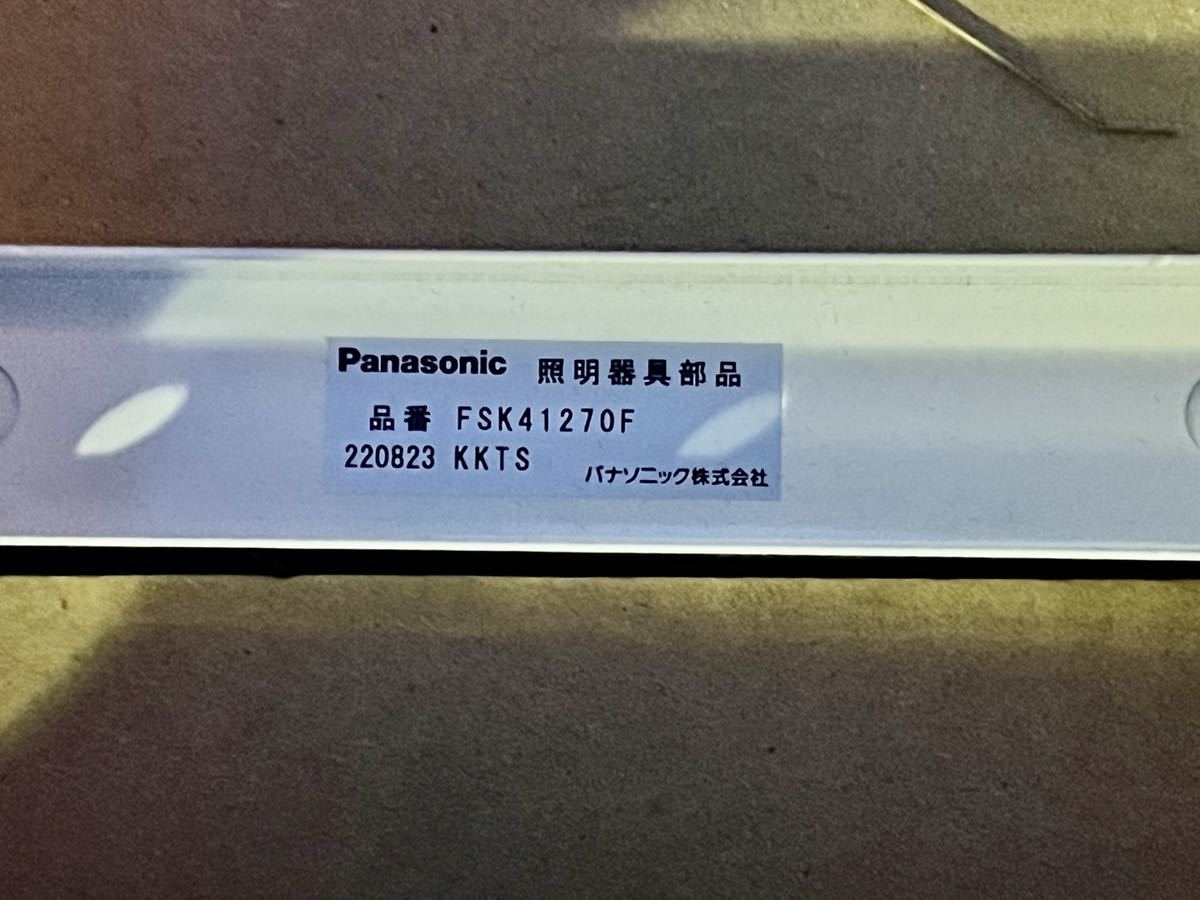 Panasonic 照明器具部品
品番 FSK41270F
220823 KKTS パナソニック株式会社